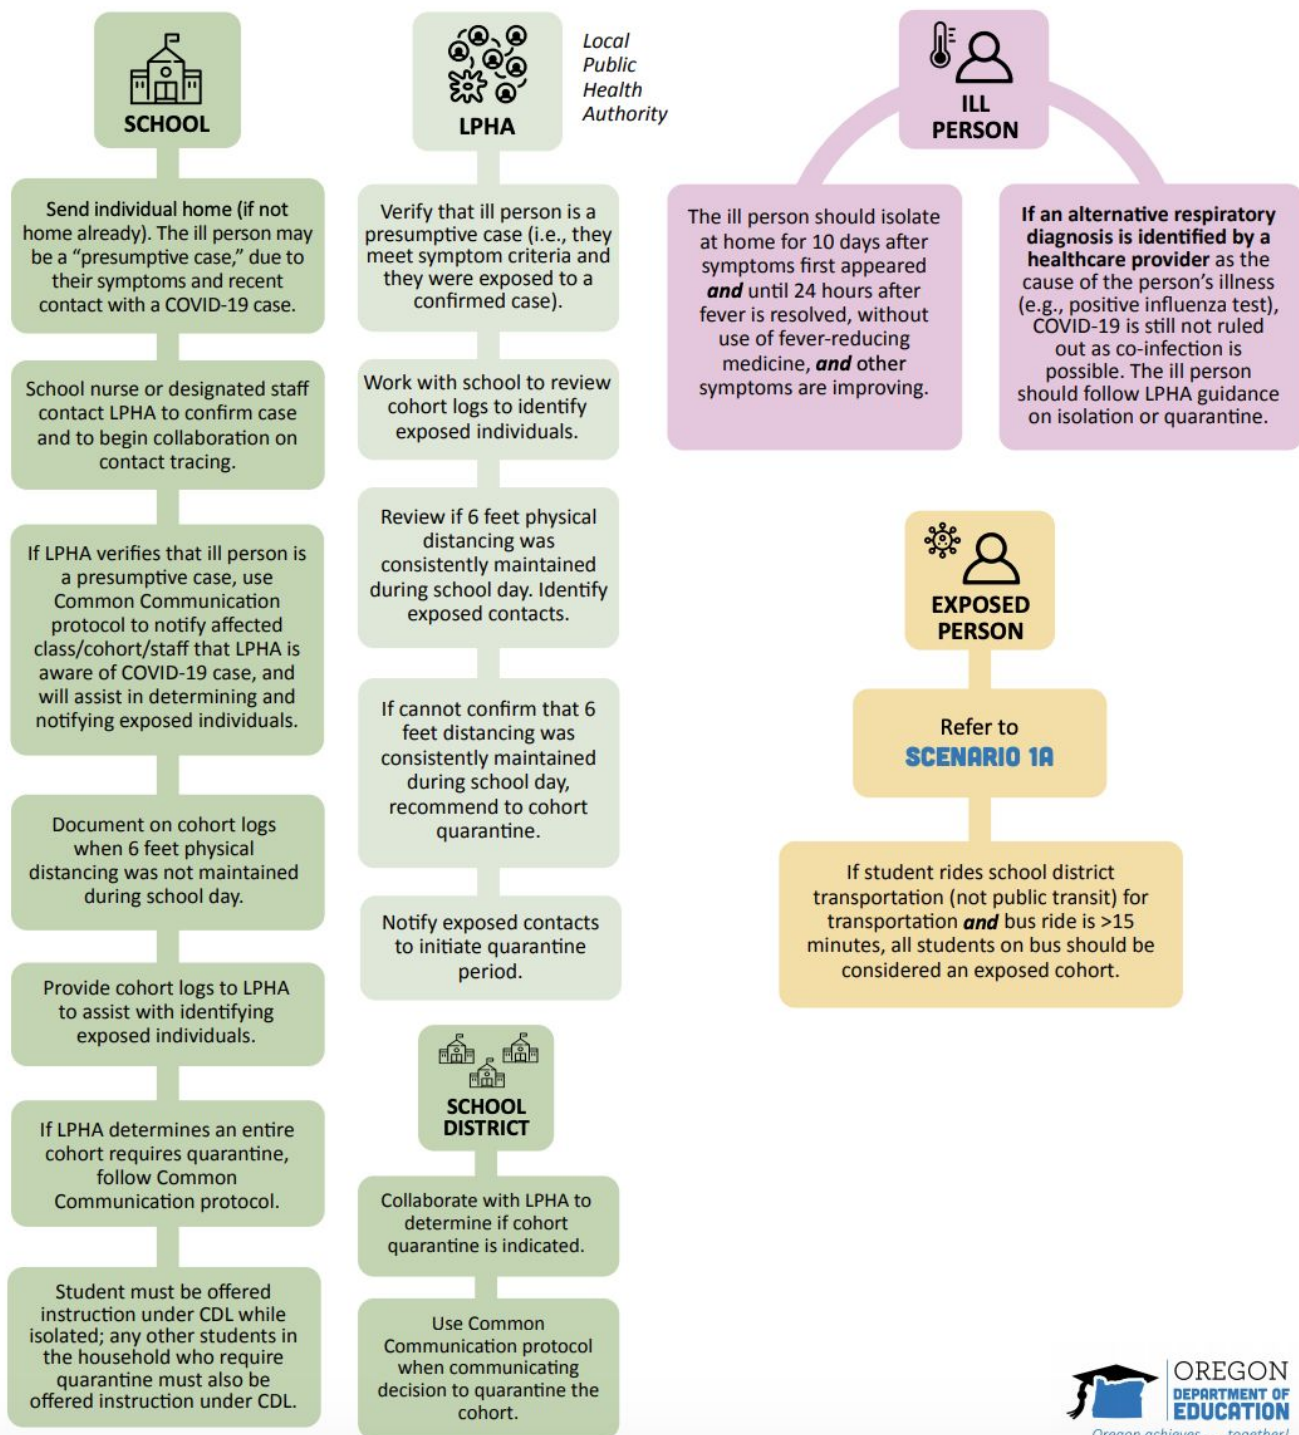 SCHOOL
Send individual home (if not
home already). The ill person may
be a “presumptive case,” due to
their symptoms and recent
contact with a COVID-19 case.
School nurse or designated staff
contact LPHA to confirm case
and to begin collaboration on
contact tracing.
If LPHA verifies that ill person is
a presumptive case, use
Common Communication
protocol to notify affected
class/cohort/staff that LPHA is
aware of COVID-19 case, and
will assist in determining and
notifying exposed individuals.
Document on cohort logs
when 6 feet physical
distancing was not maintained
during school day.
Provide cohort logs to LPHA
to assist with identifying
exposed individuals.
If LPHA determines an entire
cohort requires quarantine,
follow Common
Communication protocol.
Student must be offered
instruction under CDL while
isolated; any other students in
the household who require
quarantine must also be
offered instruction under CDL.
LPHA
Local
Public
Health
Authority
Verify that ill person is a
presumptive case (i.e., they
meet symptom criteria and
they were exposed to a
confirmed case).
Work with school to review
cohort logs to identify
exposed individuals.
Review if 6 feet physical
distancing was
consistently maintained
during school day. Identify
exposed contacts.
If cannot confirm that 6
feet distancing was
consistently maintained
during school day,
recommend to cohort
quarantine.
Notify exposed contacts
to initiate quarantine
period.
SCHOOL
DISTRICT
Collaborate with LPHA to
determine if cohort
quarantine is indicated.
Use Common
Communication protocol
when communicating
decision to quarantine the
cohort.
ILL
PERSON
The ill person should isolate
at home for 10 days after
symptoms first appeared
and until 24 hours after
fever is resolved, without
use of fever-reducing
medicine, and other
symptoms are improving.
If an alternative respiratory
diagnosis is identified by a
healthcare provider as the
cause of the person’s illness
(e.g., positive influenza test),
COVID-19 is still not ruled
out as co-infection is
possible. The ill person
should follow LPHA guidance
on isolation or quarantine.
EXPOSED
PERSON
Refer to
SCENARIO 1A
If student rides school district
transportation (not public transit) for
transportation and bus ride is >15
minutes, all students on bus should be
considered an exposed cohort.
OREGON
DEPARTMENT OF
EDUCATION
Oregon achieves . . . together!